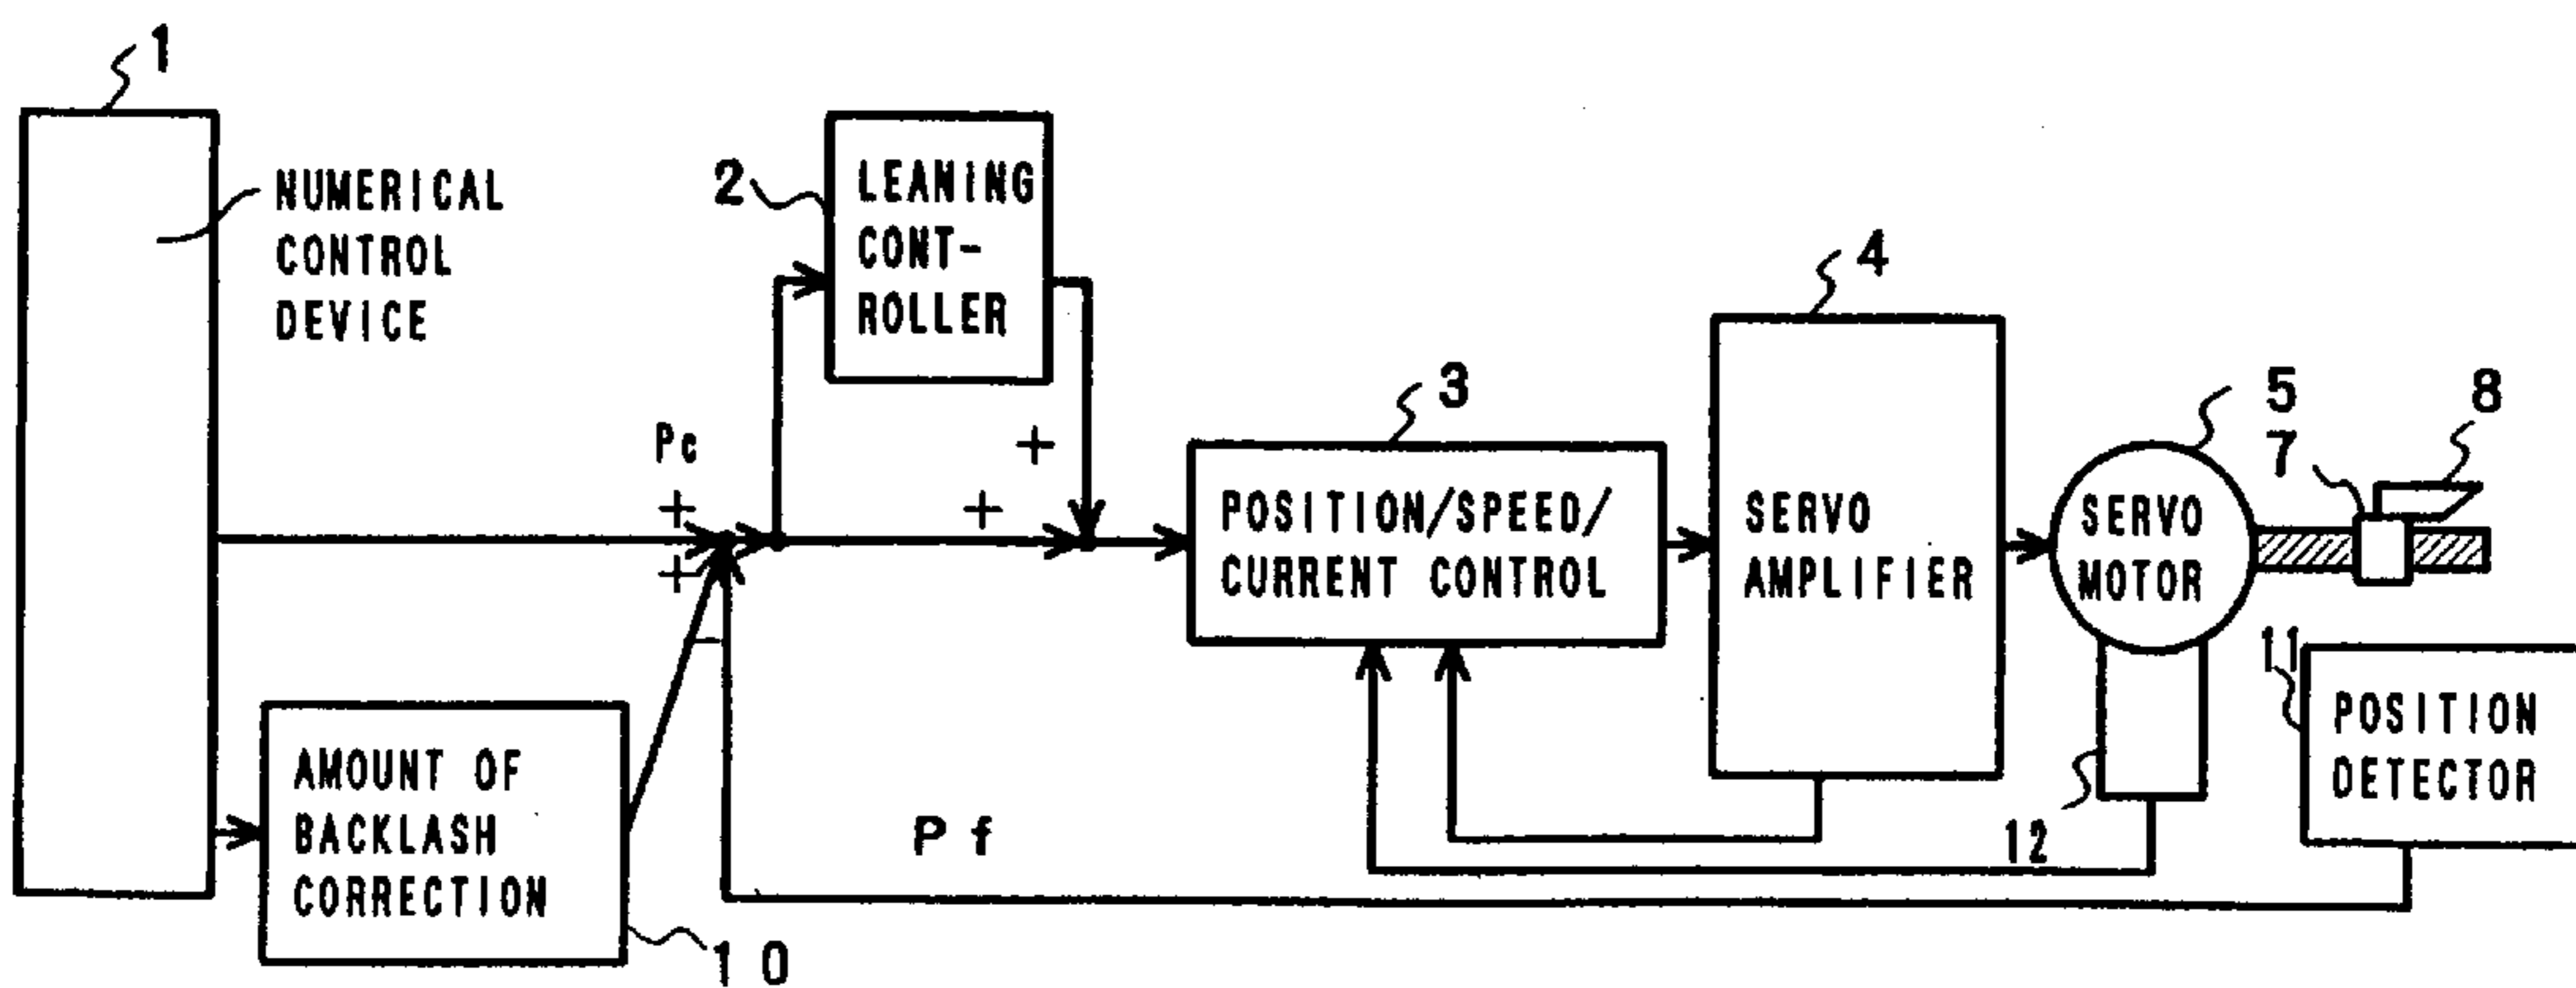 1
NUMERICAL
CONTROL
DEVICE
2
LEANING
CONT-
ROLLER
Pc
+
+
+
+
-
3
POSITION/SPEED/
CURRENT CONTROL
4
SERVO
AMPLIFIER
5
SERVO
MOTOR
7
8
11
POSITION
DETECTOR
12
AMOUNT OF
BACKLASH
CORRECTION
10
Pf